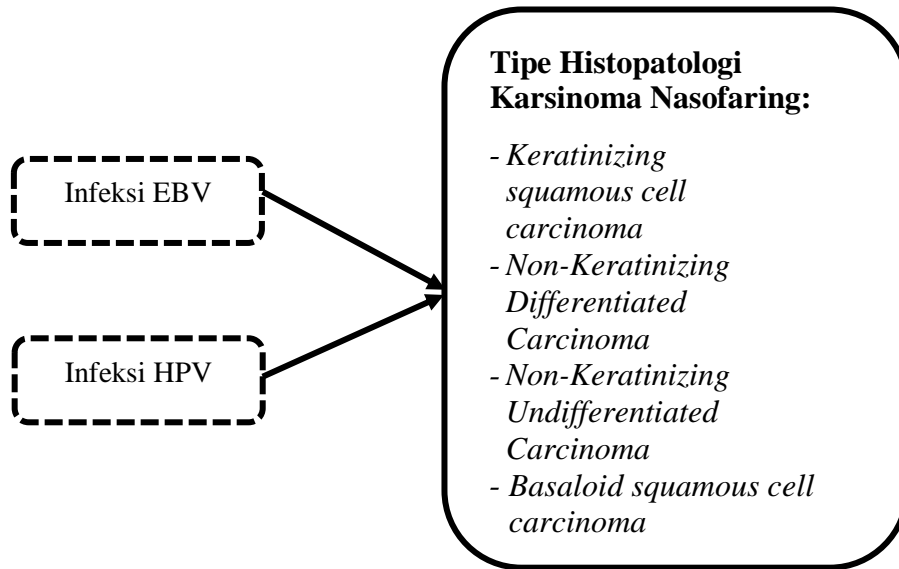 Infeksi EBV
Infeksi HPV
Tipe Histopatologi
Karsinoma Nasofaring:
- Keratinizing
squamous cell
carcinoma
- Non-Keratinizing
Differentiated
Carcinoma
- Non-Keratinizing
Undifferentiated
Carcinoma
- Basaloid squamous cell
carcinoma